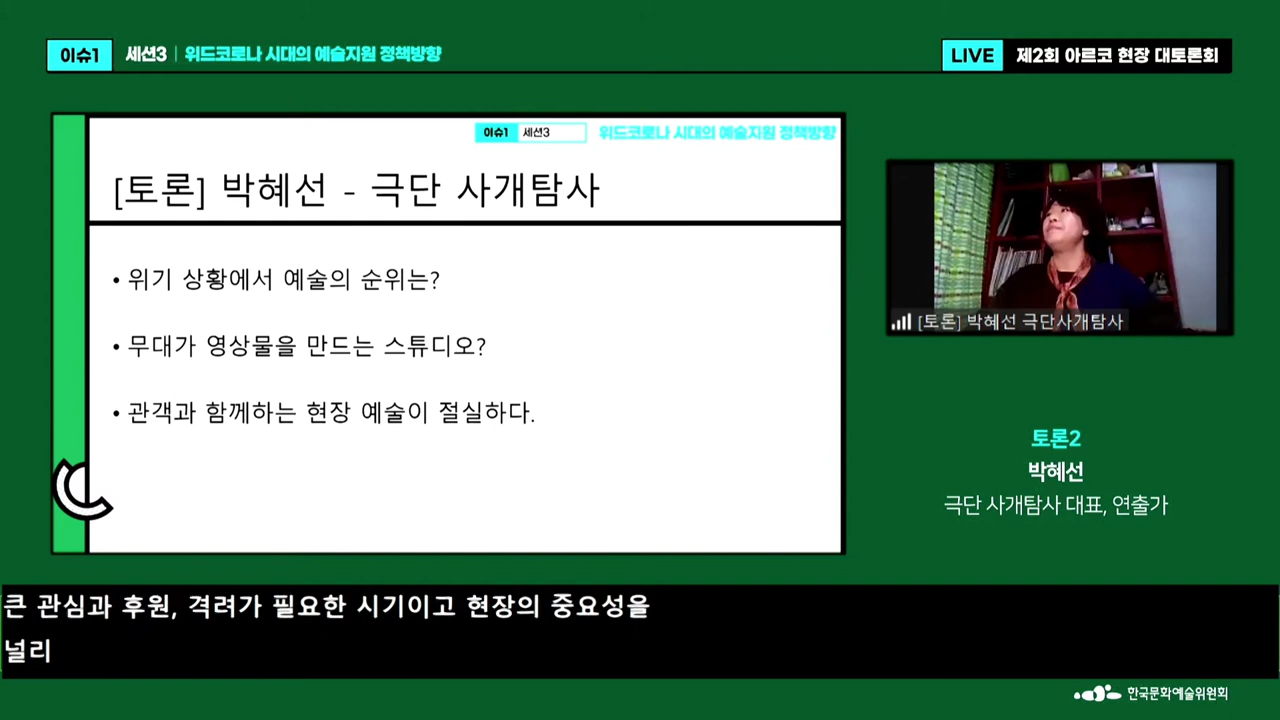 이슈1 세션3 | 위드코로나 시대의 예술지원 정책방향
LIVE 제2회 아르코 현장 대토론회
이슈1 세션3 위드코로나 시대의 예술지원 정책방향
[토론] 박혜선 - 극단 사개탐사
• 위기 상황에서 예술의 순위는?
• 무대가 영상물을 만드는 스튜디오?
• 관객과 함께하는 현장 예술이 절실하다.
[토론] 박혜선 극단사개탐사
토론2
박혜선
극단 사개탐사 대표, 연출가
큰 관심과 후원, 격려가 필요한 시기이고 현장의 중요성을
널리
한국문화예술위원회